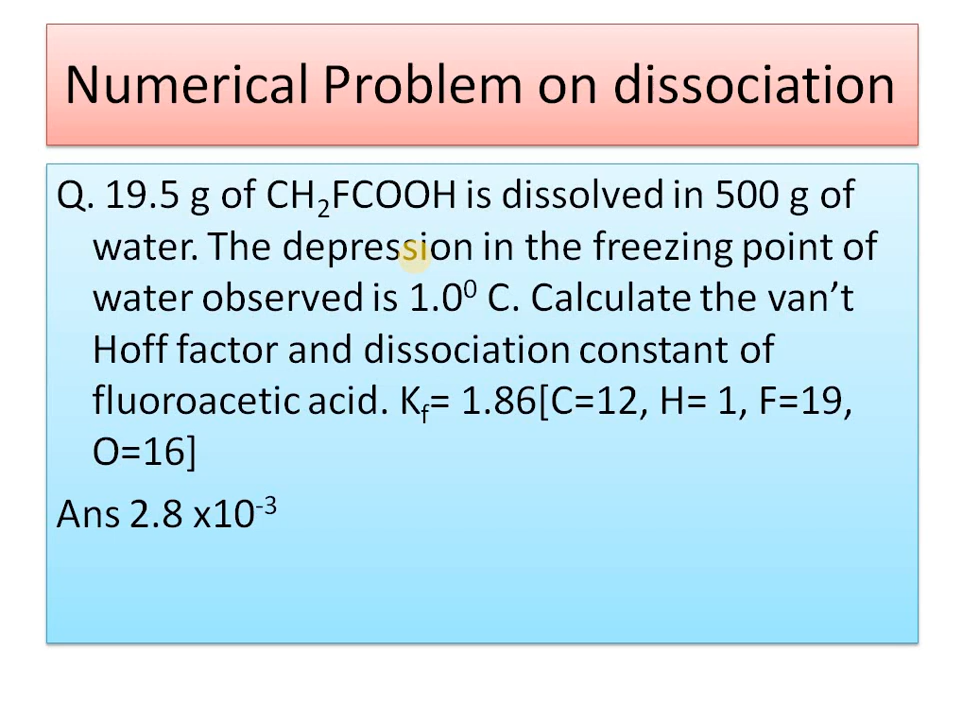 Numerical Problem on dissociation
Q. 19.5 g of CH₂FCOOH is dissolved in 500 g of
water. The depression in the freezing point of
water observed is 1.0⁰ C. Calculate the van’t
Hoff factor and dissociation constant of
fluoroacetic acid. K_f= 1.86[C=12, H= 1, F=19,
O=16]
Ans 2.8 x10⁻³